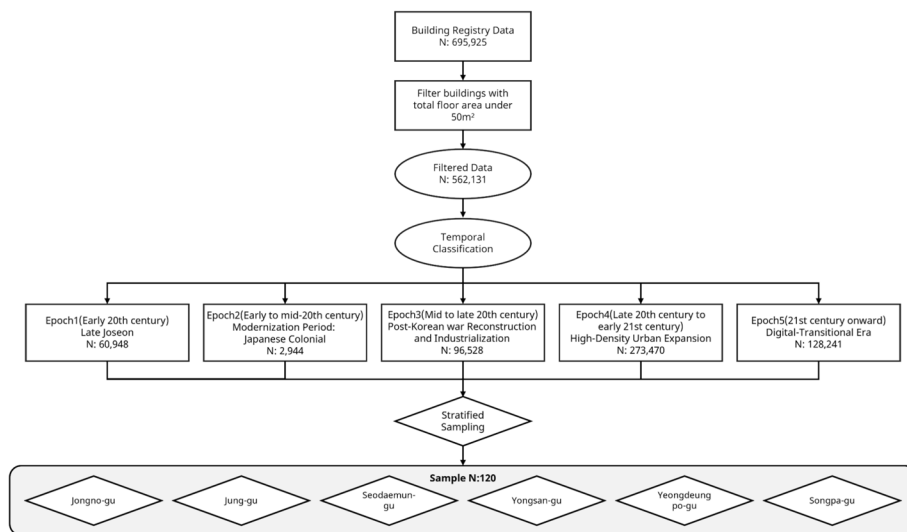 Building Registry Data
N: 695,925
Filter buildings with
total floor area under
50m²
Filtered Data
N: 562,131
Temporal
Classification
Epoch1(Early 20th century)
Late Joseon
N: 60,948
Epoch2(Early to mid-20th century)
Modernization Period:
Japanese Colonial
N: 2,944
Epoch3(Mid to late 20th century)
Post-Korean war Reconstruction
and Industrialization
N: 96,528
Epoch4(Late 20th century to
early 21st century)
High-Density Urban Expansion
N: 273,470
Epoch5(21st century onward)
Digital-Transitional Era
N: 128,241
Stratified
Sampling
Sample N:120
Jongno-gu
Jung-gu
Seodaemun-
gu
Yongsan-gu
Yeongdeung
po-gu
Songpa-gu